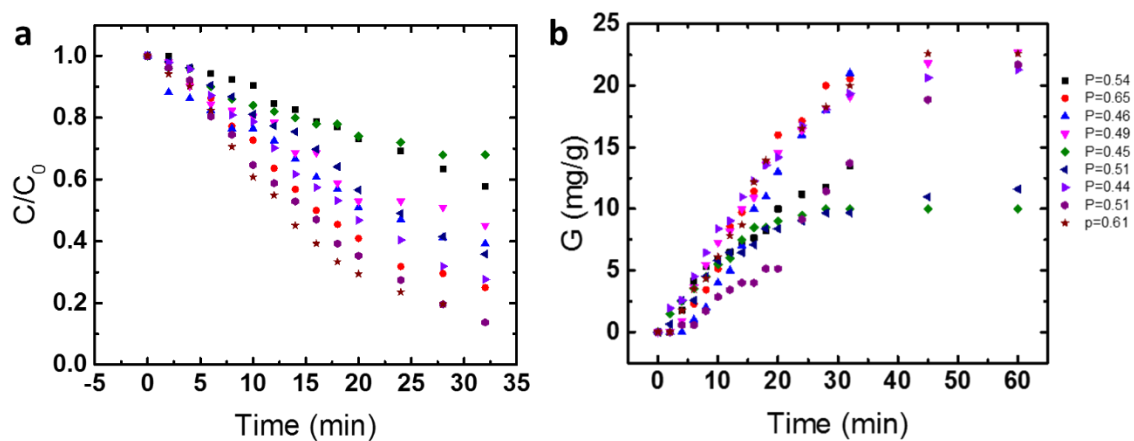 a
1.0
0.8
0.6
0.4
0.2
0.0
C/C₀
-5 0 5 10 15 20 25 30 35
Time (min)
b
25
20
15
10
5
0
G (mg/g)
0 10 20 30 40 50 60
Time (min)
P=0.54
P=0.65
P=0.46
P=0.49
P=0.45
P=0.51
P=0.44
P=0.51
p=0.61